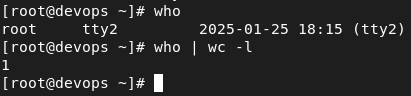 [root@devops ~]# who
root     tty2         2025-01-25 18:15 (tty2)
[root@devops ~]# who | wc -l
1
[root@devops ~]#